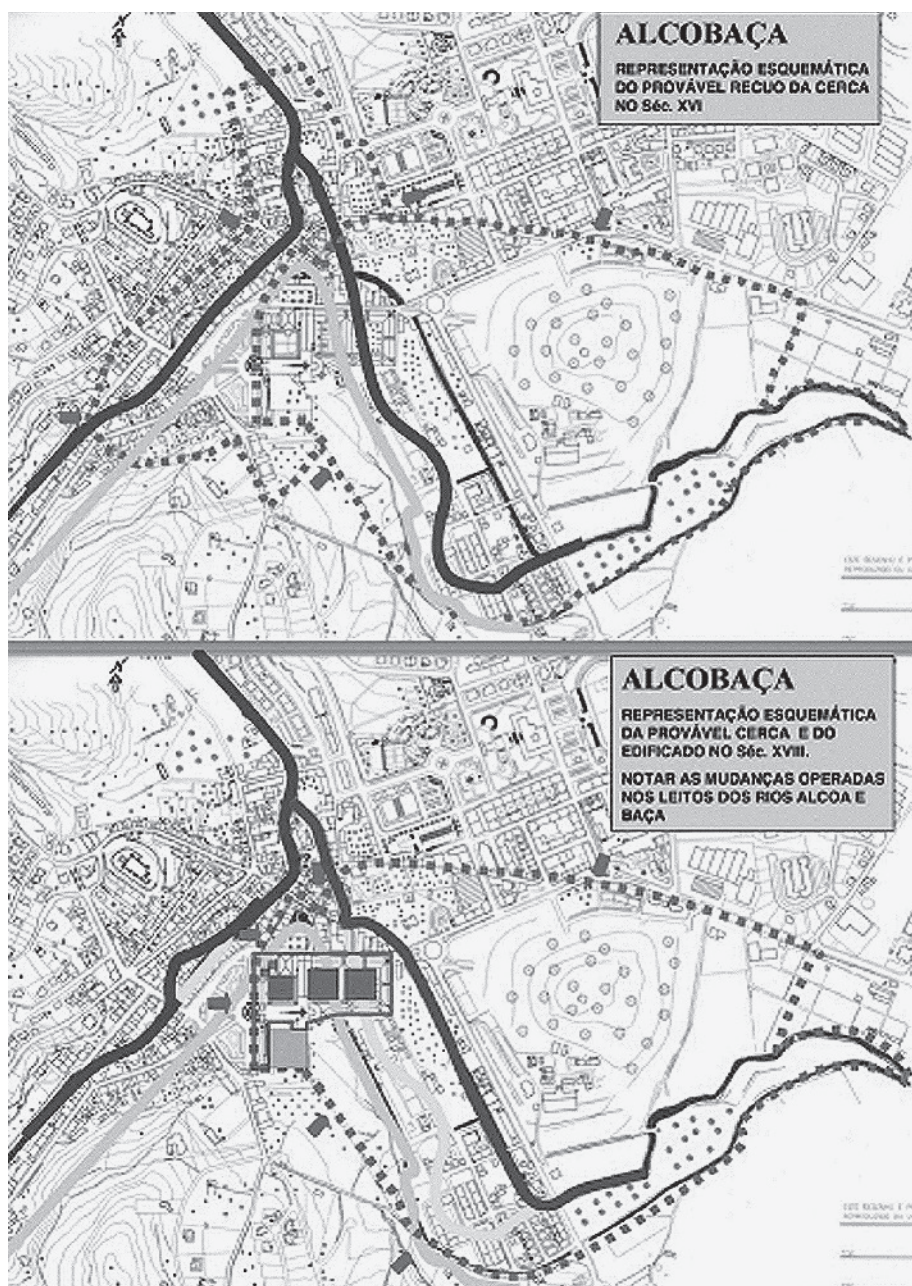 ALCOBAÇA
REPRESENTAÇÃO ESQUEMÁTICA
DO PROVÁVEL RECUO DA CERCA
NO Séc. XVI
ALCOBAÇA
REPRESENTAÇÃO ESQUEMÁTICA
DA PROVÁVEL CERCA E DO
EDIFICADO NO Séc. XVIII.
NOTAR AS MUDANÇAS OPERADAS
NOS LEITOS DOS RIOS ALCOA E
BAÇA